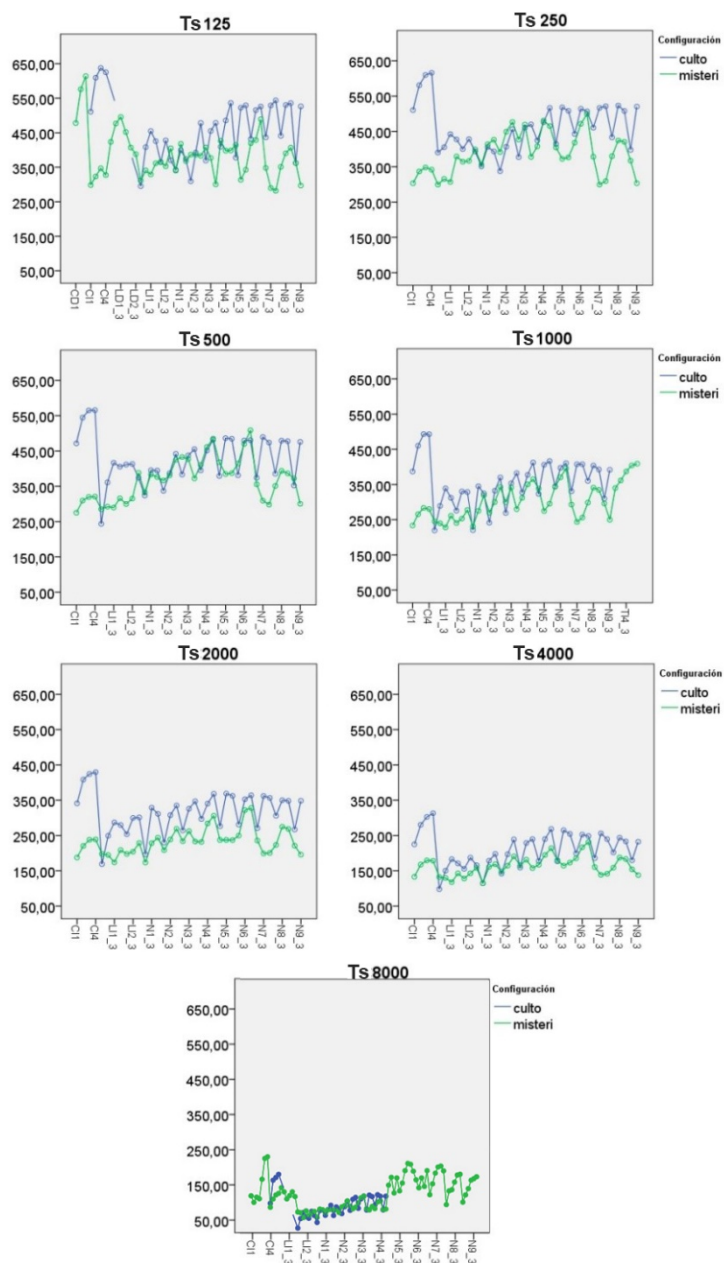 Ts 125
650,00
550,00
450,00
350,00
250,00
150,00
50,00
CD1 CI1 CI4 LD1_3 LD2_3 LI1_3 LI2_3 N1_3 N2_3 N3_3 N4_3 N5_3 N6_3 N7_3 N8_3 N9_3
Ts 250
650,00
550,00
450,00
350,00
250,00
150,00
50,00
CI1 CI4 LI1_3 LI2_3 N1_3 N2_3 N3_3 N4_3 N5_3 N6_3 N7_3 N8_3 N9_3
Configuración
culto
misteri
Ts 500
650,00
550,00
450,00
350,00
250,00
150,00
50,00
CI1 CI4 LI1_3 LI2_3 N1_3 N2_3 N3_3 N4_3 N5_3 N6_3 N7_3 N8_3 N9_3
Ts 1000
650,00
550,00
450,00
350,00
250,00
150,00
50,00
CI1 CI4 LI1_3 LI2_3 N1_3 N2_3 N3_3 N4_3 N5_3 N6_3 N7_3 N8_3 N9_3 TI4_3
Configuración
culto
misteri
Ts 2000
650,00
550,00
450,00
350,00
250,00
150,00
50,00
CI1 CI4 LI1_3 LI2_3 N1_3 N2_3 N3_3 N4_3 N5_3 N6_3 N7_3 N8_3 N9_3
Ts 4000
650,00
550,00
450,00
350,00
250,00
150,00
50,00
CI1 CI4 LI1_3 LI2_3 N1_3 N2_3 N3_3 N4_3 N5_3 N6_3 N7_3 N8_3 N9_3
Configuración
culto
misteri
Ts 8000
650,00
550,00
450,00
350,00
250,00
150,00
50,00
CI1 CI4 LI1_3 LI2_3 N1_3 N2_3 N3_3 N4_3 N5_3 N6_3 N7_3 N8_3 N9_3
Configuración
culto
misteri